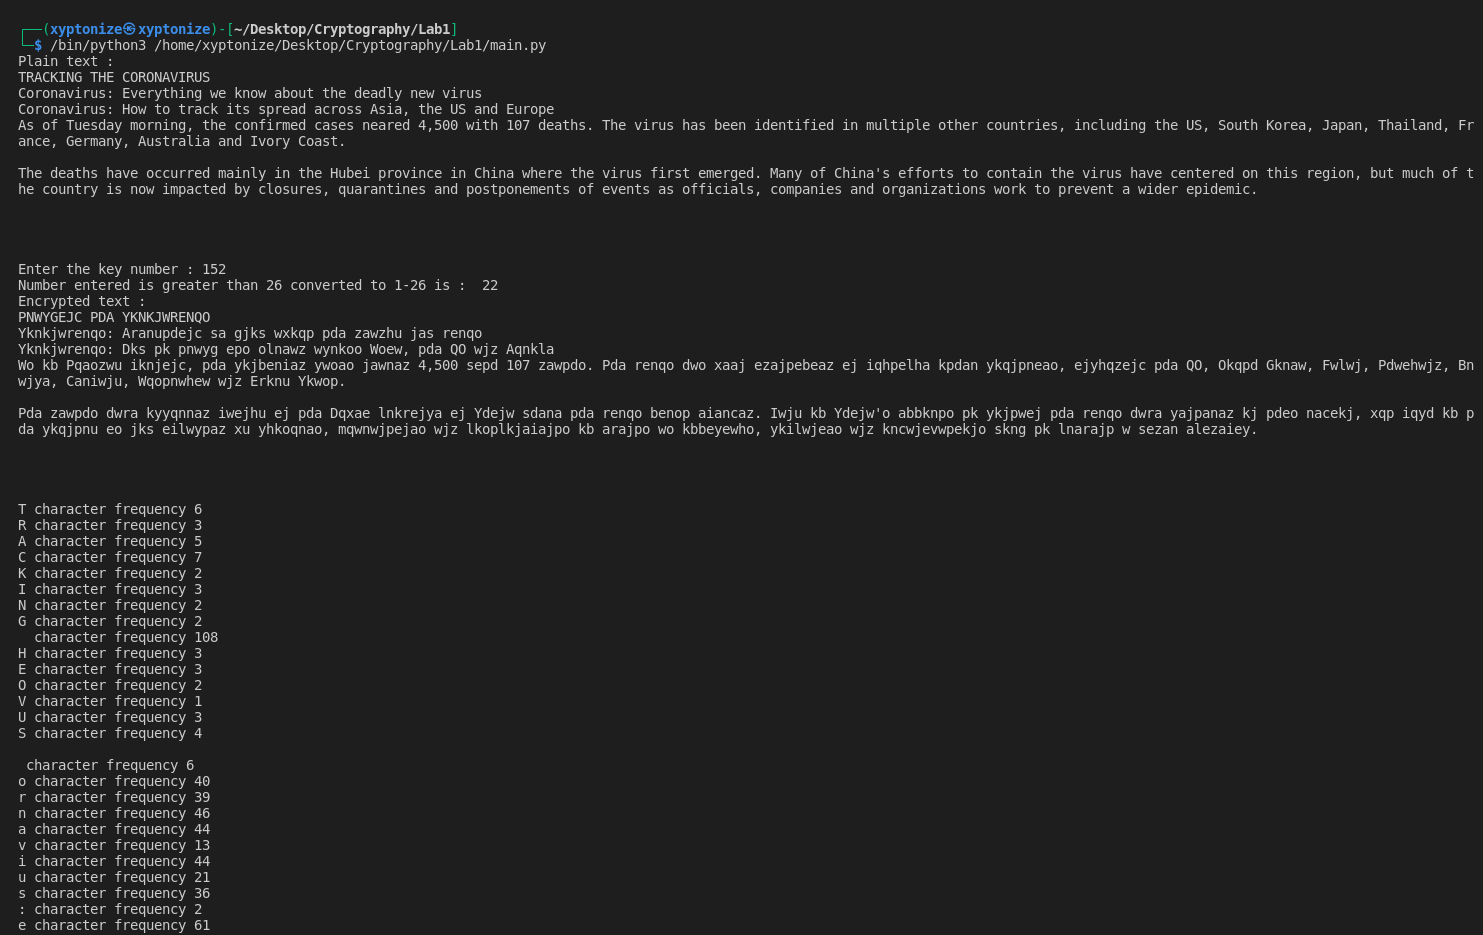 ┌──(xyptonize㉿xyptonize)-[~/Desktop/Cryptography/Lab1]
└─$ /bin/python3 /home/xyptonize/Desktop/Cryptography/Lab1/main.py
Plain text :
TRACKING THE CORONAVIRUS
Coronavirus: Everything we know about the deadly new virus
Coronavirus: How to track its spread across Asia, the US and Europe
As of Tuesday morning, the confirmed cases neared 4,500 with 107 deaths. The virus has been identified in multiple other countries, including the US, South Korea, Japan, Thailand, Fr
ance, Germany, Australia and Ivory Coast.
The deaths have occurred mainly in the Hubei province in China where the virus first emerged. Many of China's efforts to contain the virus have centered on this region, but much of t
he country is now impacted by closures, quarantines and postponements of events as officials, companies and organizations work to prevent a wider epidemic.
Enter the key number : 152
Number entered is greater than 26 converted to 1-26 is :  22
Encrypted text :
PNWYGEJC PDA YKNKJWRENQO
Yknkjwrenqo: Aranupdejc sa gjks wxkqp pda zawzhu jas renqo
Yknkjwrenqo: Dks pk pnwyg epo olnawz wynkoo Woew, pda QO wjz Aqnkla
Wo kb Pqaozwu iknjejc, pda ykjbeniaz ywoao jawnaz 4,500 sepd 107 zawpdo. Pda renqo dwo xaaj ezajpebeaz ej iqhpelha kpdan ykqjpneao, ejyhqzejc pda QO, Okqpd Gknaw, Fwlwj, Pdwehwjz, Bn
wjya, Caniwju, Wqopnwhew wjz Erknu Ykwop.
Pda zawpdo dwra kyyqnnaz iwejhu ej pda Dqxae lnkrejya ej Ydejw sdana pda renqo benop aiancaz. Iwju kb Ydejw'o abbknpo pk ykjpwej pda renqo dwra yajpanaz kj pdeo nacekj, xqp iqyd kb p
da ykqjpnu eo jks eilwypaz xu yhkoqnao, mqwnwjpejao wjz lkoplkjaiajpo kb arajpo wo kbbeyewho, ykilwjeao wjz kncwjevwpekjo skng pk lnarajp w sezan alezaiey.
T character frequency 6
R character frequency 3
A character frequency 5
C character frequency 7
K character frequency 2
I character frequency 3
N character frequency 2
G character frequency 2
  character frequency 108
H character frequency 3
E character frequency 3
O character frequency 2
V character frequency 1
U character frequency 3
S character frequency 4
 character frequency 6
o character frequency 40
r character frequency 39
n character frequency 46
a character frequency 44
v character frequency 13
i character frequency 44
u character frequency 21
s character frequency 36
: character frequency 2
e character frequency 61